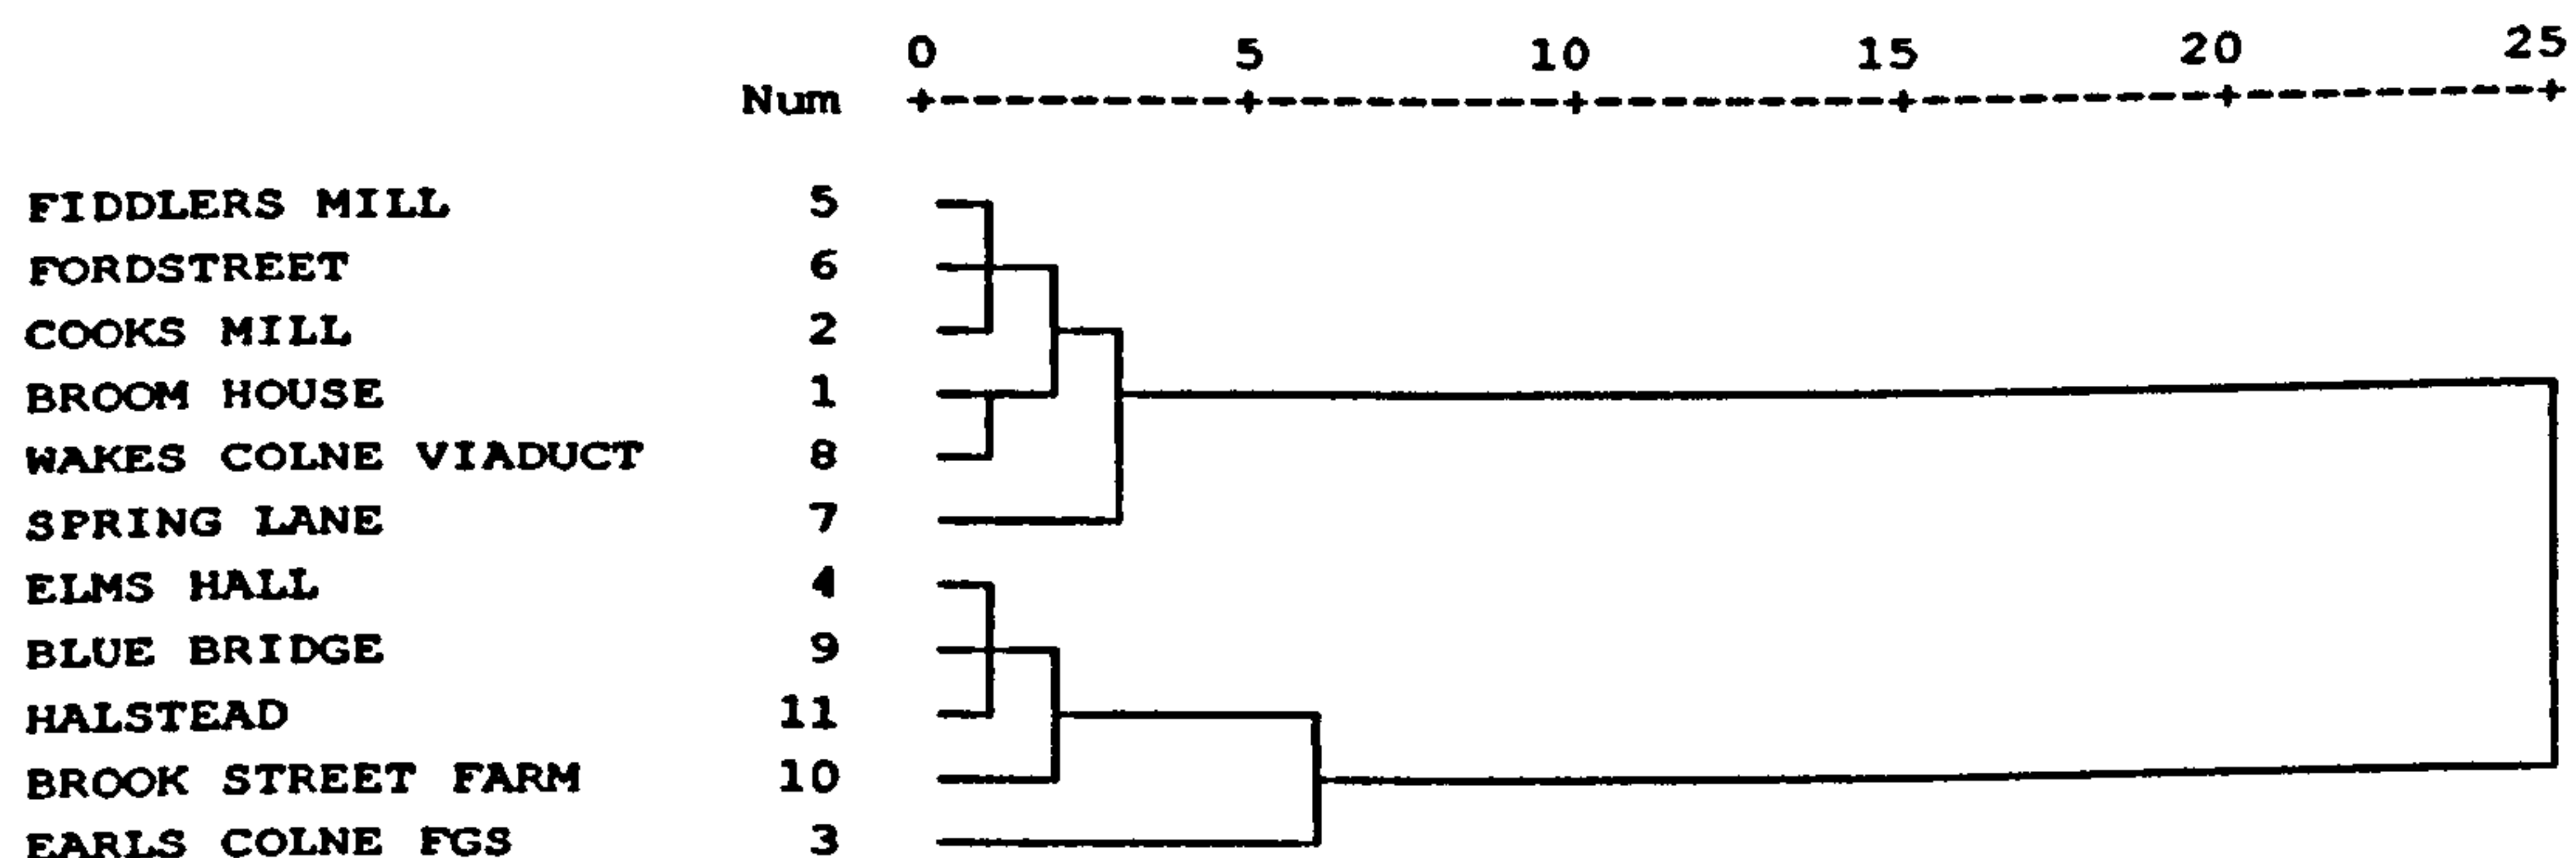 0 5 10 15 20 25
Num +---------+---------+---------+---------+---------+
FIDDLERS MILL 5
FORDSTREET 6
COOKS MILL 2
BROOM HOUSE 1
WAKES COLNE VIADUCT 8
SPRING LANE 7
ELMS HALL 4
BLUE BRIDGE 9
HALSTEAD 11
BROOK STREET FARM 10
EARLS COLNE FGS 3